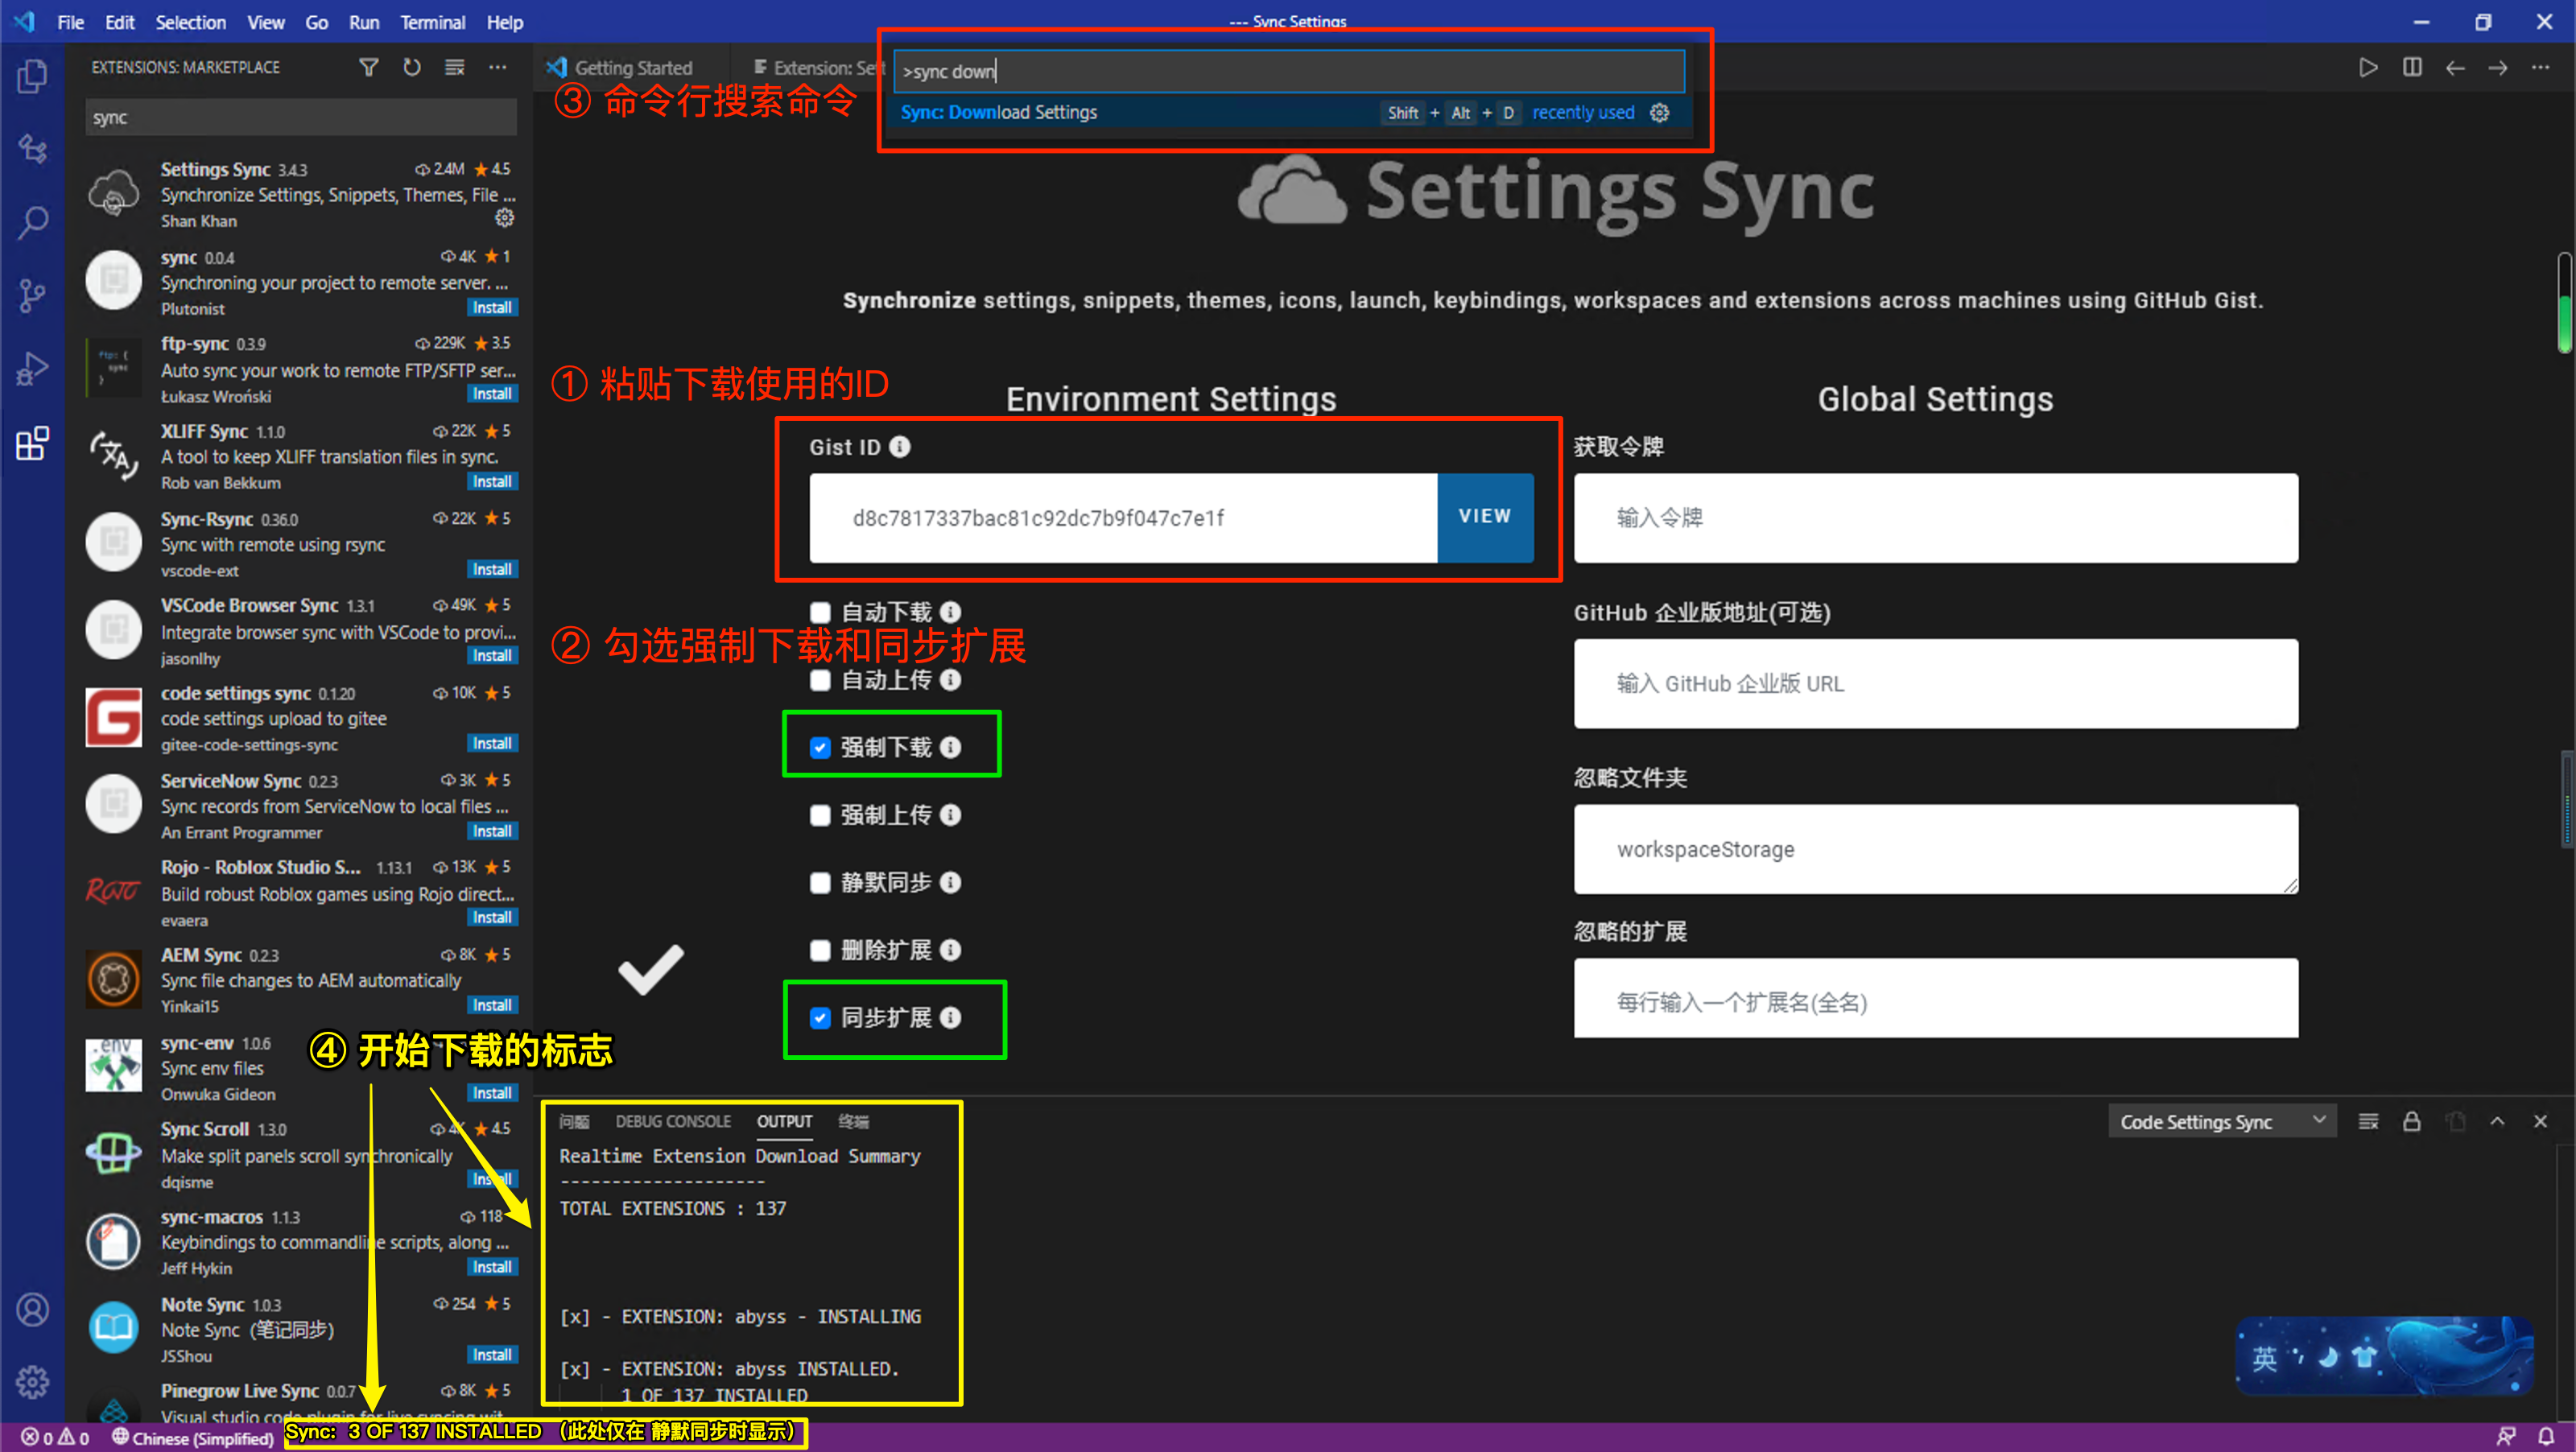 File Edit Selection View Go Run Terminal Help
--- Sync Settings
EXTENSIONS: MARKETPLACE
sync
Settings Sync 3.4.3 2.4M ★ 4.5
Synchronize Settings, Snippets, Themes, File ...
Shan Khan
sync 0.0.4 4K ★ 1
Synchroning your project to remote server. ...
Plutonist Install
ftp-sync 0.3.9 229K ★ 3.5
Auto sync your work to remote FTP/SFTP ser...
Łukasz Wroński Install
XLIFF Sync 1.1.0 22K ★ 5
A tool to keep XLIFF translation files in sync.
Rob van Bekkum Install
Sync-Rsync 0.36.0 22K ★ 5
Sync with remote using rsync
vscode-ext Install
VSCode Browser Sync 1.3.1 49K ★ 5
Integrate browser sync with VSCode to provi...
jasonlhy Install
code settings sync 0.1.20 10K ★ 5
code settings upload to gitee
gitee-code-settings-sync Install
ServiceNow Sync 0.2.3 3K ★ 5
Sync records from ServiceNow to local files ...
An Errant Programmer Install
Rojo - Roblox Studio S... 1.13.1 13K ★ 5
Build robust Roblox games using Rojo direct...
evaera Install
AEM Sync 0.2.3 8K ★ 5
Sync file changes to AEM automatically
Yinkai15 Install
sync-env 1.0.6
Sync env files
Onwuka Gideon Install
Sync Scroll 1.3.0 4K ★ 4.5
Make split panels scroll synchronically
dqisme Install
sync-macros 1.1.3 118
Keybindings to commandline scripts, along ...
Jeff Hykin Install
Note Sync 1.0.3 254 ★ 5
Note Sync (笔记同步)
JSShou Install
Pinegrow Live Sync 0.0.7 8K ★ 5
Visual studio code plugin for live syncing wit...
④ 开始下载的标志
Getting Started
Extension: Sett
>sync down
Sync: Download Settings Shift + Alt + D recently used
③ 命令行搜索命令
Settings Sync
Synchronize settings, snippets, themes, icons, launch, keybindings, workspaces and extensions across machines using GitHub Gist.
① 粘贴下载使用的ID
Environment Settings
Gist ID
d8c7817337bac81c92dc7b9f047c7e1f VIEW
自动下载
② 勾选强制下载和同步扩展
自动上传
强制下载
强制上传
静默同步
删除扩展
同步扩展
Global Settings
获取令牌
输入令牌
GitHub 企业版地址(可选)
输入 GitHub 企业版 URL
忽略文件夹
workspaceStorage
忽略的扩展
每行输入一个扩展名(全名)
问题 DEBUG CONSOLE OUTPUT 终端
Code Settings Sync
Realtime Extension Download Summary
--------------------
TOTAL EXTENSIONS : 137
[x] - EXTENSION: abyss - INSTALLING
[x] - EXTENSION: abyss INSTALLED.
1 OF 137 INSTALLED
英
0 0 Chinese (Simplified) Sync: 3 OF 137 INSTALLED （此处仅在 静默同步时显示）